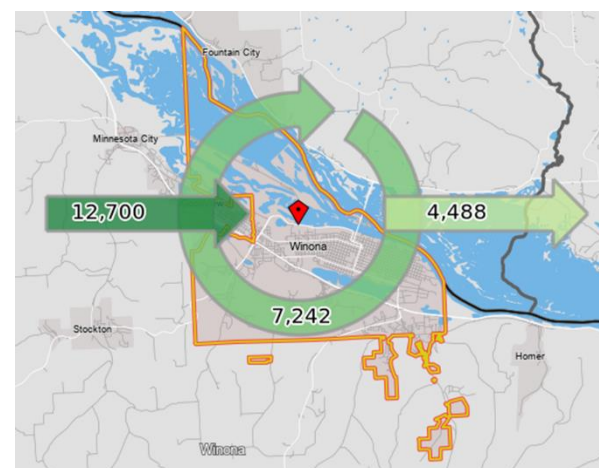 Fountain City
Minnesota City
12,700
4,488
Winona
7,242
Stockton
Homer
Winona